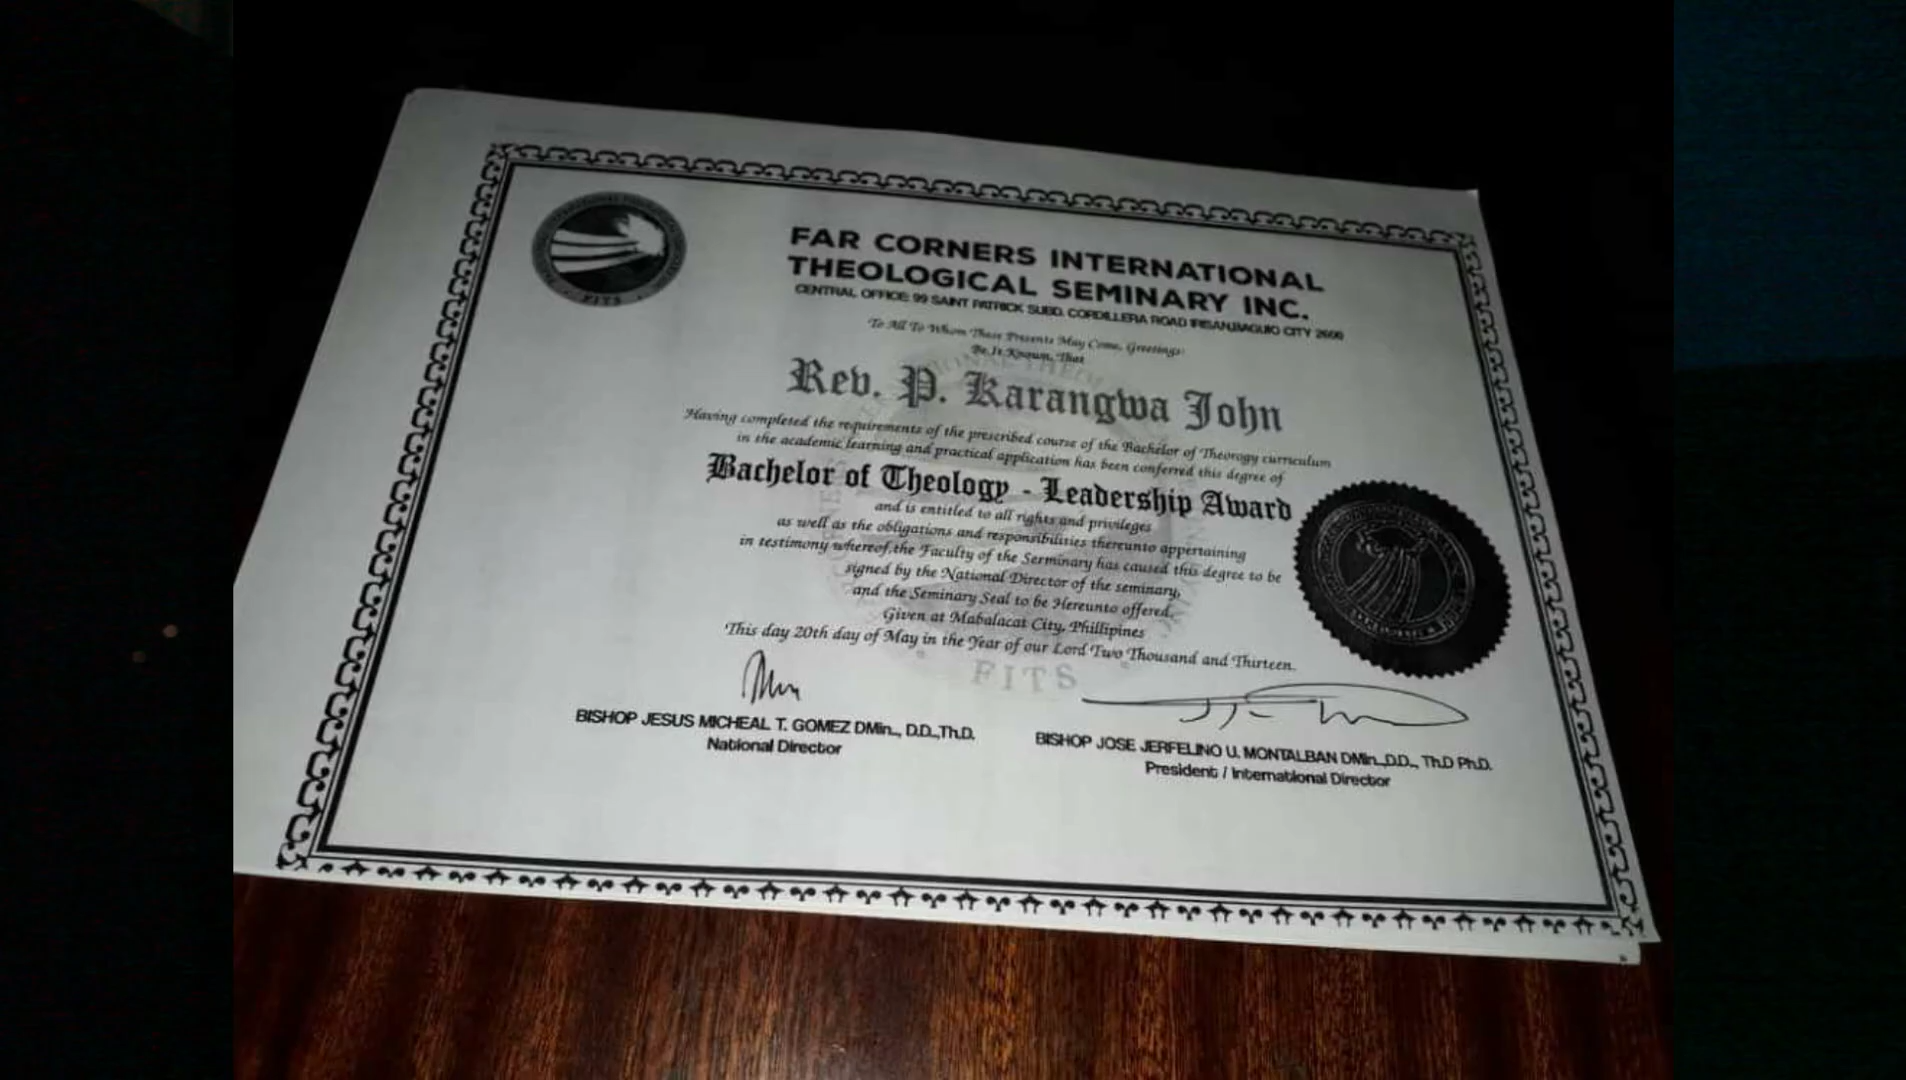 FITS
FAR CORNERS INTERNATIONAL
THEOLOGICAL SEMINARY INC.
CENTRAL OFFICE: 99 SAINT PATRICK SUBD. CORDILLERA ROAD IRISAN,BAGUIO CITY 2600
To All To Whom These Presents May Come, Greetings:
Be It Known, That
Rev. P. Karangwa John
Having completed the requirements of the prescribed course of the Bachelor of Theorogy curriculum
in the academic learning and practical application has been conferred this degree of
Bachelor of Theology - Leadership Award
and is entitled to all rights and privileges
as well as the obligations and responsibilities thereunto appertaining
in testimony whereof,the Faculty of the Serminary has caused this degree to be
signed by the National Director of the seminary,
and the Seminary Seal to be Hereunto offered,
Given at Mabalacat City, Phillipines
This day 20th day of May in the Year of our Lord Two Thousand and Thirteen.
FITS
BISHOP JESUS MICHEAL T. GOMEZ DMin., D.D.,Th.D.
National Director
BISHOP JOSE JERFELINO U. MONTALBAN DMin.,D.D., Th.D Ph.D.
President / International Director